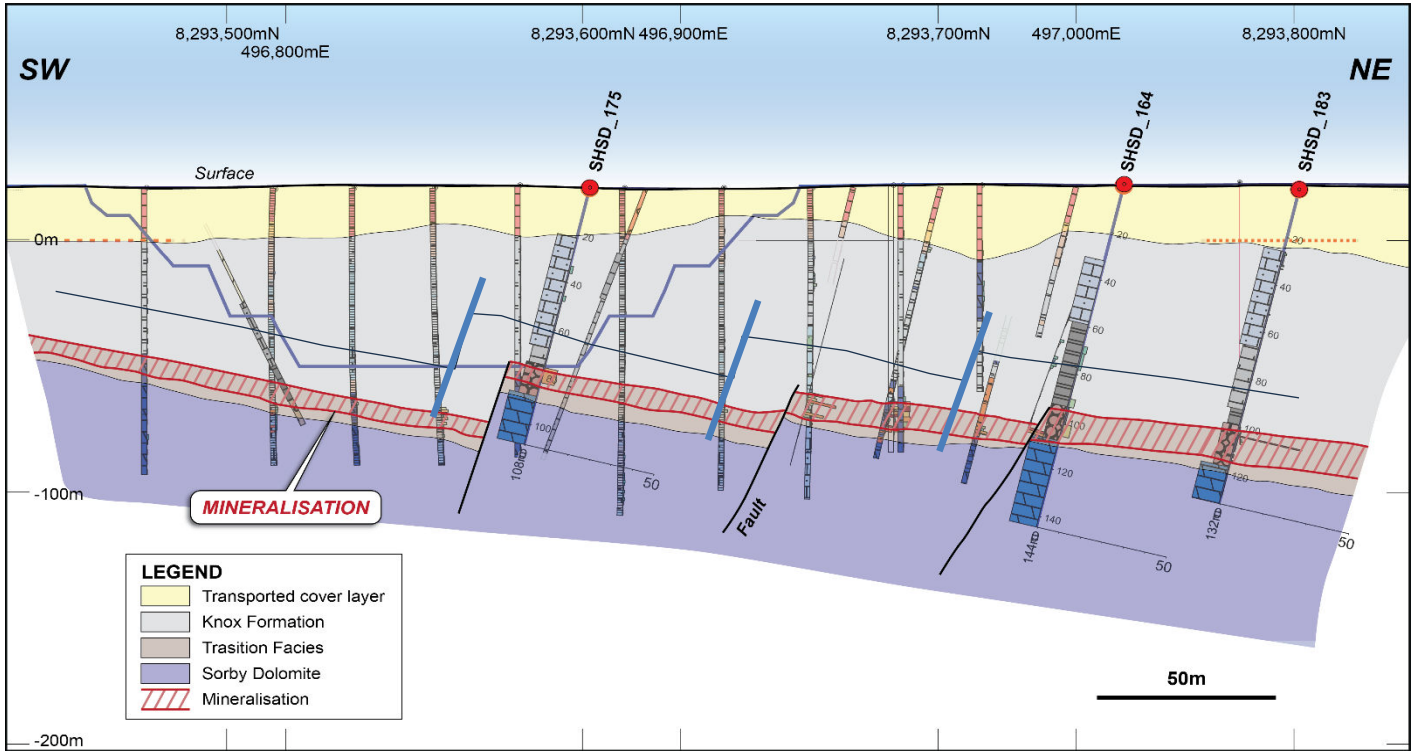 8,293,500mN
496,800mE
8,293,600mN 496,900mE
8,293,700mN
497,000mE
8,293,800mN
SW
NE
SHSD_175
SHSD_164
SHSD_183
Surface
0m
20
40
60
80
100
108m
50
20
40
60
80
100
120
140
144m
50
20
40
60
80
100
120
132m
50
-100m
MINERALISATION
Fault
LEGEND
Transported cover layer
Knox Formation
Trasition Facies
Sorby Dolomite
Mineralisation
50m
-200m